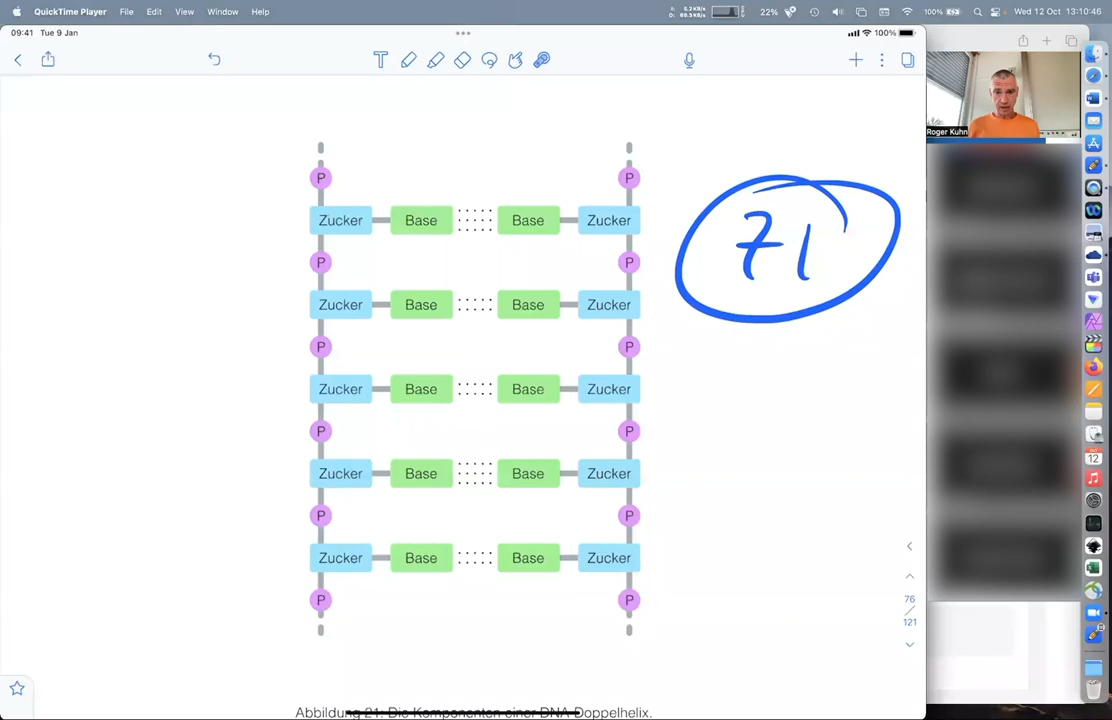 QuickTime Player File Edit View Window Help 22% 100% Wed 12 Oct 13:10:46
09:41 Tue 9 Jan 100%
Roger Kuhn
P P
Zucker Base Base Zucker
P P
Zucker Base Base Zucker
P P
Zucker Base Base Zucker
P P
Zucker Base Base Zucker
P P
Zucker Base Base Zucker
P P
71
76
121
Abbildung 21: Die Komponenten einer DNA-Doppelhelix.